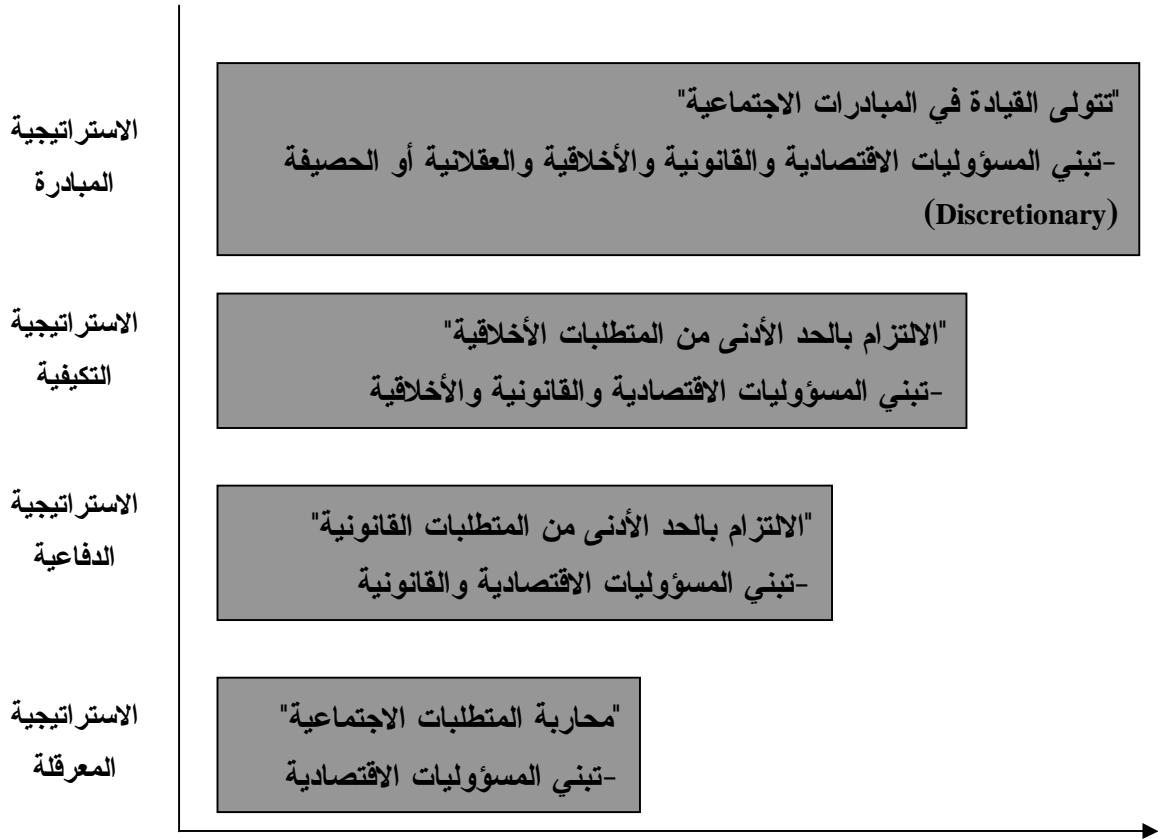 الاستراتيجية
المبادرة
"تتولى القيادة في المبادرات الاجتماعية"
-تبني المسؤوليات الاقتصادية والقانونية والأخلاقية والعقلانية أو الحصيفة
(Discretionary)
الاستراتيجية
التكيفية
"الالتزام بالحد الأدنى من المتطلبات الأخلاقية"
-تبني المسؤوليات الاقتصادية والقانونية والأخلاقية
الاستراتيجية
الدفاعية
"الالتزام بالحد الأدنى من المتطلبات القانونية"
-تبني المسؤوليات الاقتصادية والقانونية
الاستراتيجية
المعرقلة
"محاربة المتطلبات الاجتماعية"
-تبني المسؤوليات الاقتصادية